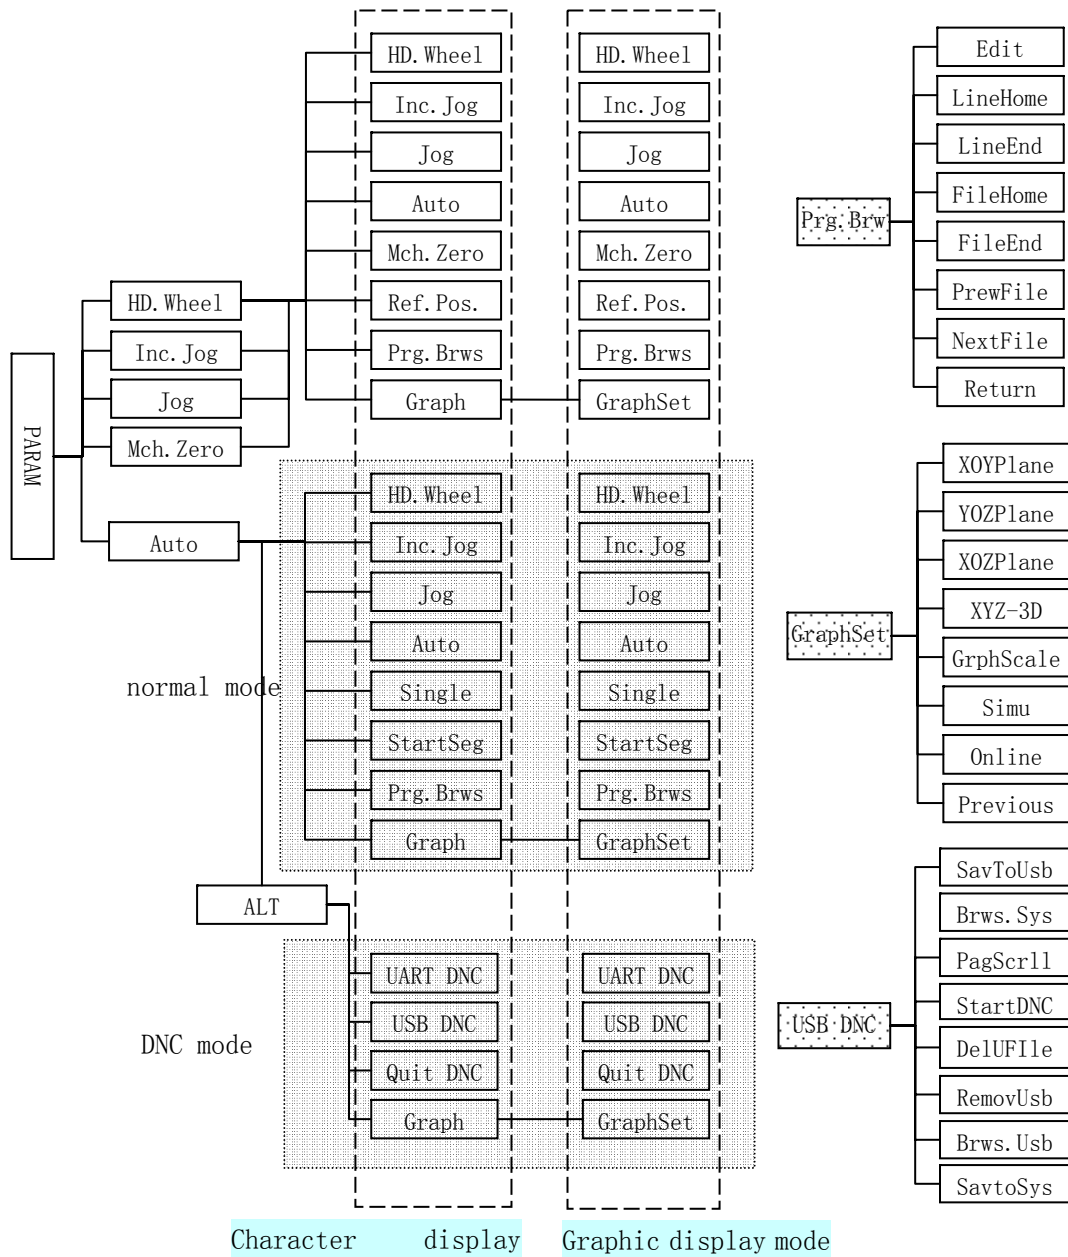 PARAM
HD.Wheel
Inc.Jog
Jog
Mch.Zero
Auto
normal mode
ALT
DNC mode
HD.Wheel
Inc.Jog
Jog
Auto
Mch.Zero
Ref.Pos.
Prg.Brws
Graph
HD.Wheel
Inc.Jog
Jog
Auto
Single
StartSeg
Prg.Brws
Graph
UART DNC
USB DNC
Quit DNC
Graph
Character display
HD.Wheel
Inc.Jog
Jog
Auto
Mch.Zero
Ref.Pos.
Prg.Brws
GraphSet
HD.Wheel
Inc.Jog
Jog
Auto
Single
StartSeg
Prg.Brws
GraphSet
UART DNC
USB DNC
Quit DNC
GraphSet
Graphic display mode
Prg.Brw
Edit
LineHome
LineEnd
FileHome
FileEnd
PrewFile
NextFile
Return
GraphSet
XOYPlane
YOZPlane
XOZPlane
XYZ-3D
GrphScale
Simu
Online
Previous
USB DNC
SavToUsb
Brws.Sys
PagScrll
StartDNC
DelUFIle
RemovUsb
Brws.Usb
SavtoSys